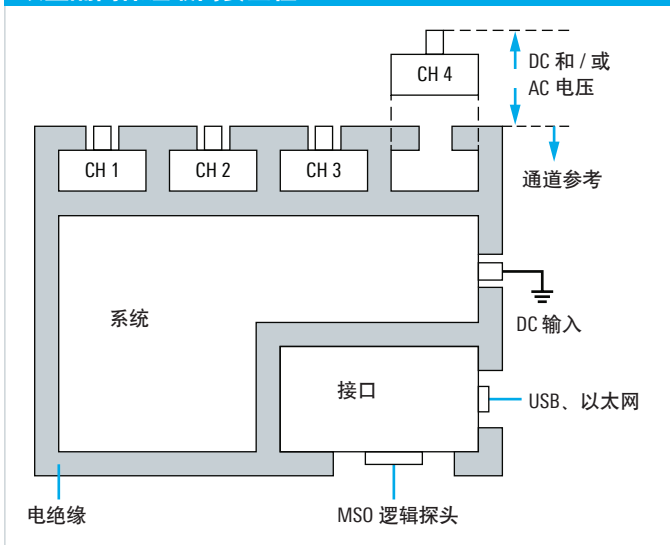 CH 4
DC 和 / 或
AC 电压
CH 1
CH 2
CH 3
通道参考
系统
DC 输入
接口
USB、以太网
电绝缘
MSO 逻辑探头